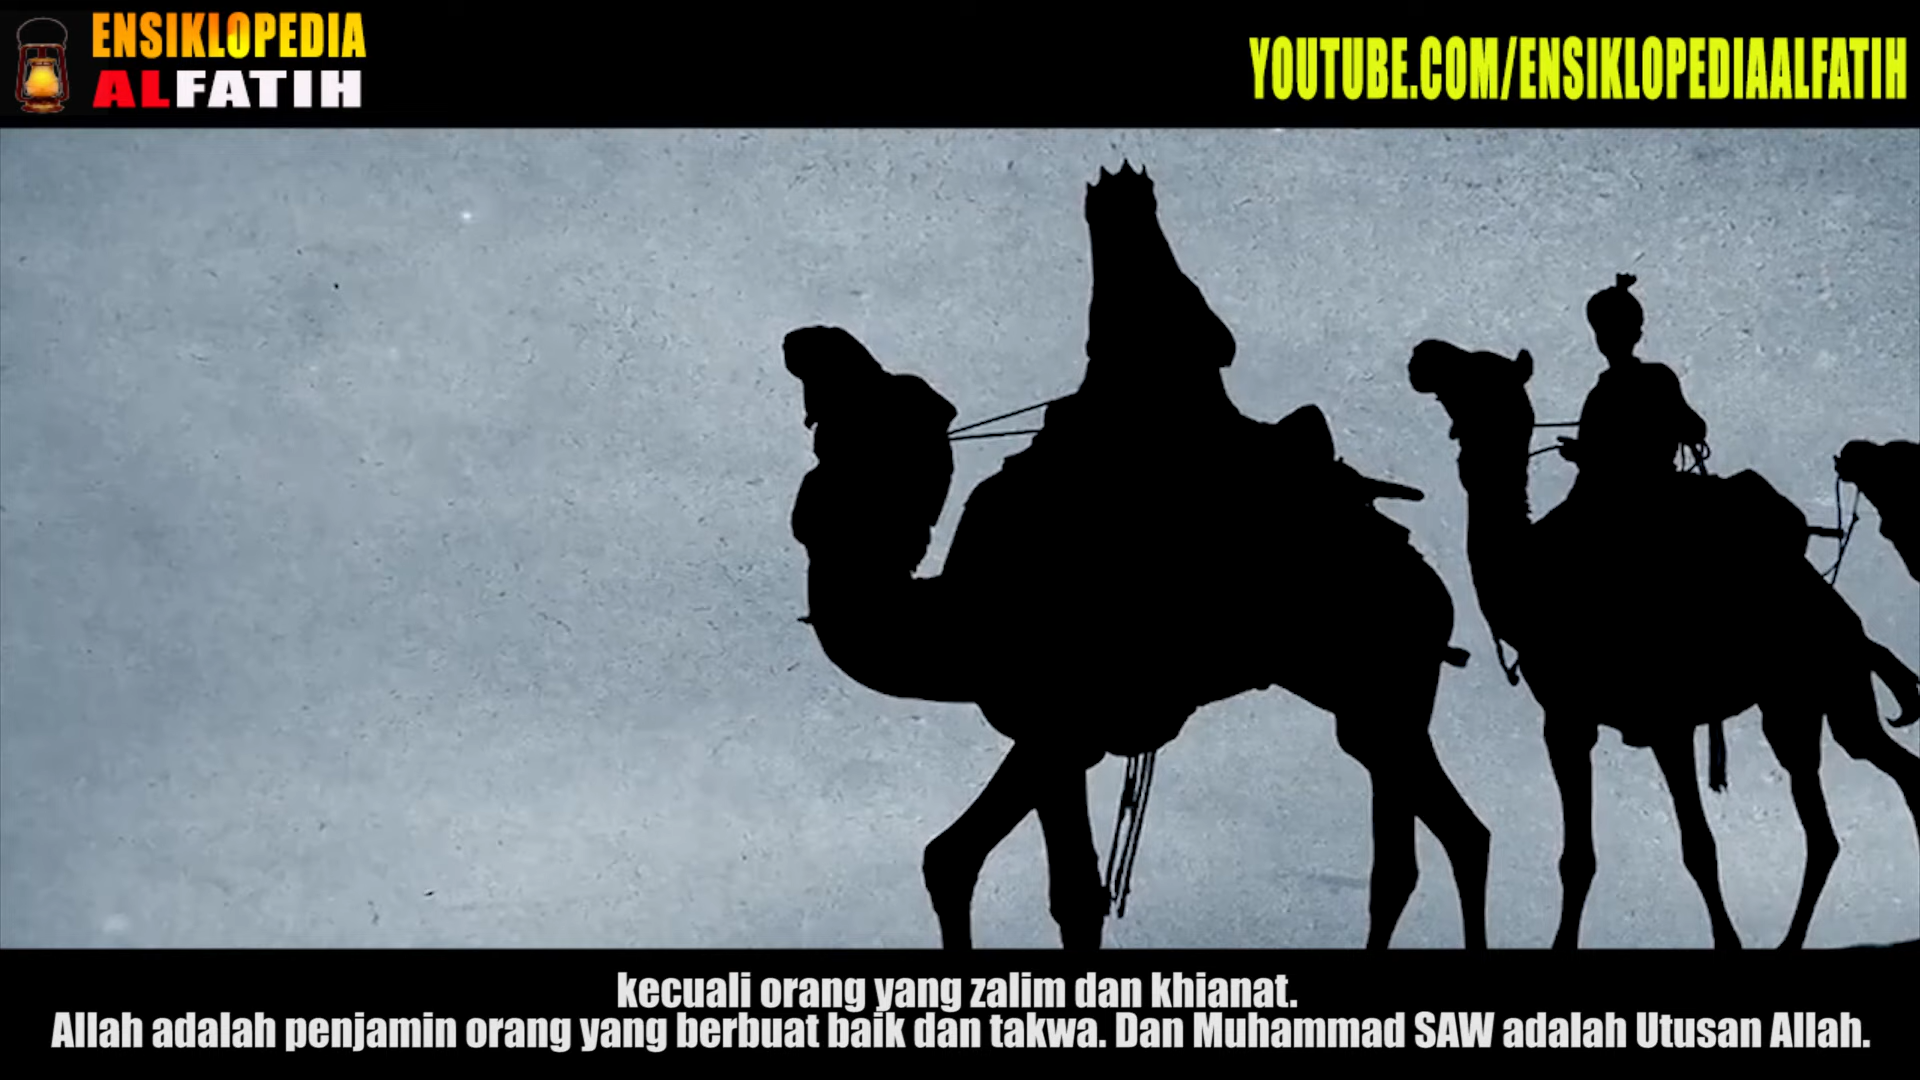 ENSIKLOPEDIA
ALFATIH
YOUTUBE.COM/ENSIKLOPEDIAALFATIH
kecuali orang yang zalim dan khianat.
Allah adalah penjamin orang yang berbuat baik dan takwa. Dan Muhammad SAW adalah Utusan Allah.